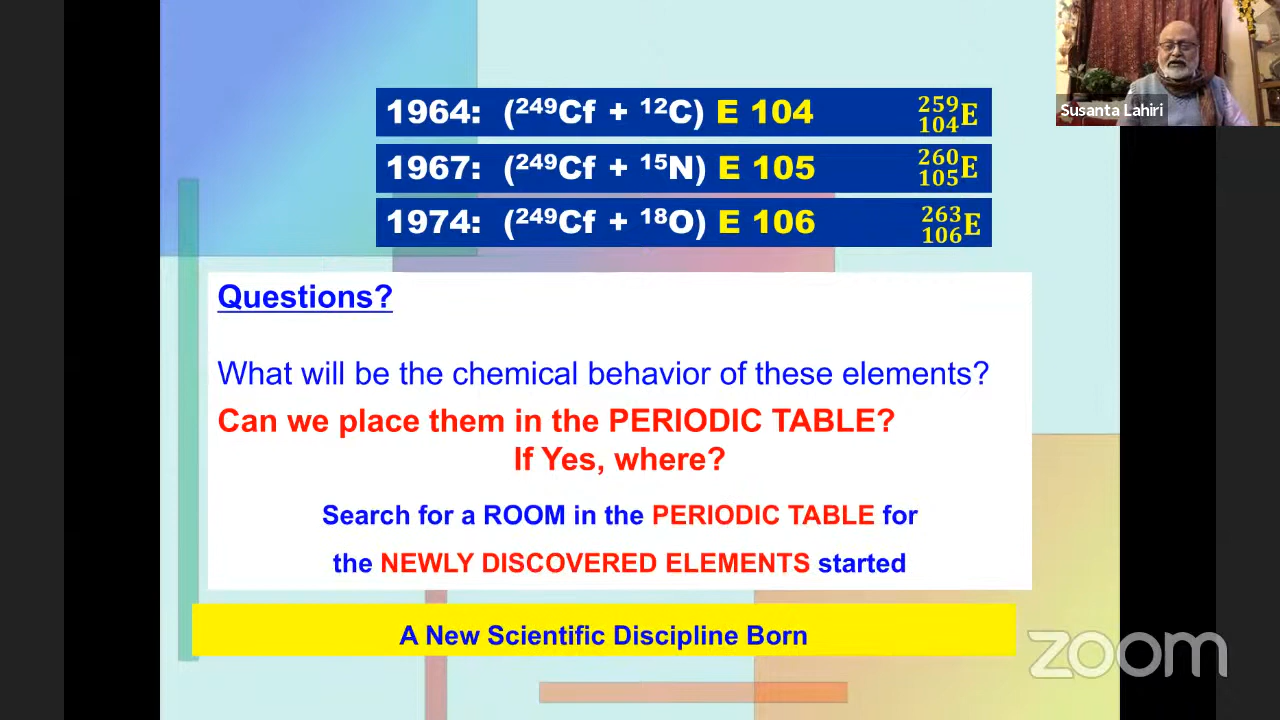 1964: (²⁴⁹Cf + ¹²C) E 104 ²⁵⁹₁₀₄E
Susanta Lahiri
1967: (²⁴⁹Cf + ¹⁵N) E 105 ²⁶⁰₁₀₅E
1974: (²⁴⁹Cf + ¹⁸O) E 106 ²⁶³₁₀₆E
Questions?
What will be the chemical behavior of these elements?
Can we place them in the PERIODIC TABLE?
If Yes, where?
Search for a ROOM in the PERIODIC TABLE for
the NEWLY DISCOVERED ELEMENTS started
A New Scientific Discipline Born
zoom